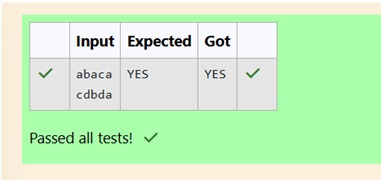 Input Expected Got
abaca YES YES
cdbda
Passed all tests!